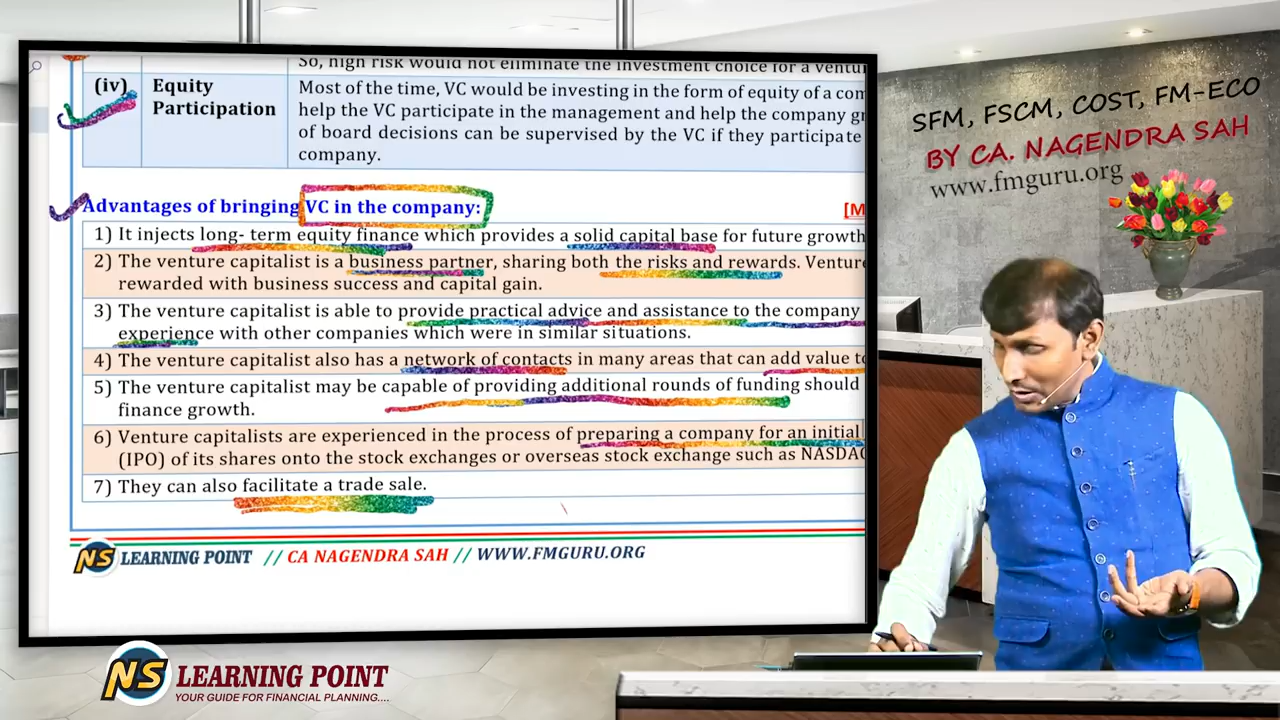 So, high risk would not eliminate the investment choice for a ventu
(iv) Equity Participation
Most of the time, VC would be investing in the form of equity of a com
help the VC participate in the management and help the company gr
of board decisions can be supervised by the VC if they participate
company.
Advantages of bringing VC in the company: [M
1) It injects long- term equity finance which provides a solid capital base for future growth
2) The venture capitalist is a business partner, sharing both the risks and rewards. Venture
rewarded with business success and capital gain.
3) The venture capitalist is able to provide practical advice and assistance to the company
experience with other companies which were in similar situations.
4) The venture capitalist also has a network of contacts in many areas that can add value to
5) The venture capitalist may be capable of providing additional rounds of funding should
finance growth.
6) Venture capitalists are experienced in the process of preparing a company for an initial
(IPO) of its shares onto the stock exchanges or overseas stock exchange such as NASDAQ
7) They can also facilitate a trade sale.
NS LEARNING POINT // CA NAGENDRA SAH // WWW.FMGURU.ORG
SFM, FSCM, COST, FM-ECO
BY CA. NAGENDRA SAH
www.fmguru.org
NS LEARNING POINT
YOUR GUIDE FOR FINANCIAL PLANNING....